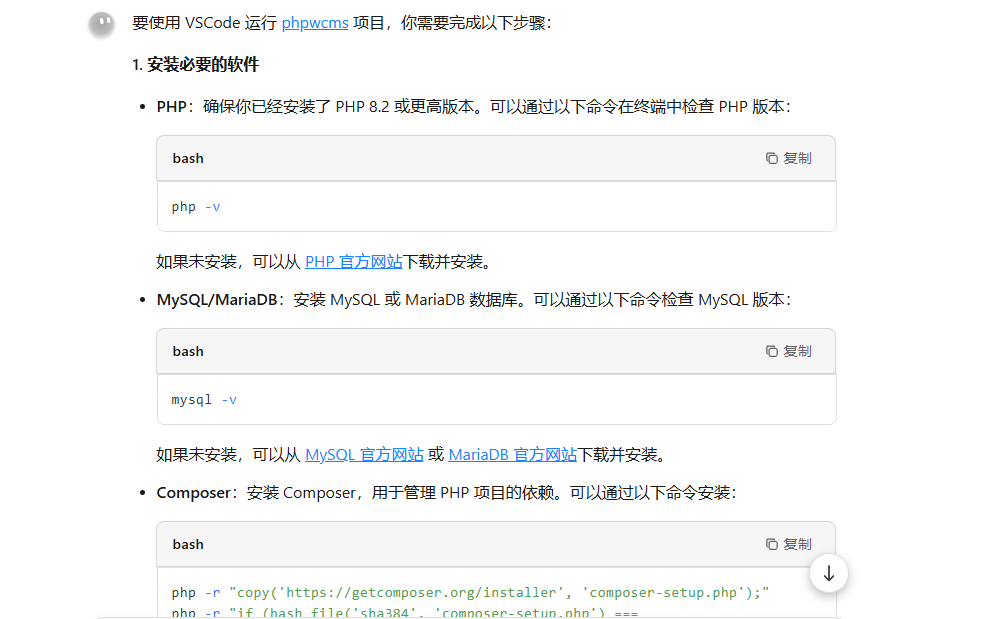 要使用 VSCode 运行 phpwcms 项目，你需要完成以下步骤：
1. 安装必要的软件
• PHP：确保你已经安装了 PHP 8.2 或更高版本。可以通过以下命令在终端中检查 PHP 版本：
bash 复制
php -v
如果未安装，可以从 PHP 官方网站下载并安装。
• MySQL/MariaDB：安装 MySQL 或 MariaDB 数据库。可以通过以下命令检查 MySQL 版本：
bash 复制
mysql -v
如果未安装，可以从 MySQL 官方网站 或 MariaDB 官方网站下载并安装。
• Composer：安装 Composer，用于管理 PHP 项目的依赖。可以通过以下命令安装：
bash 复制
php -r "copy('https://getcomposer.org/installer', 'composer-setup.php');"
php -r "if (hash_file('sha384', 'composer-setup.php') ===